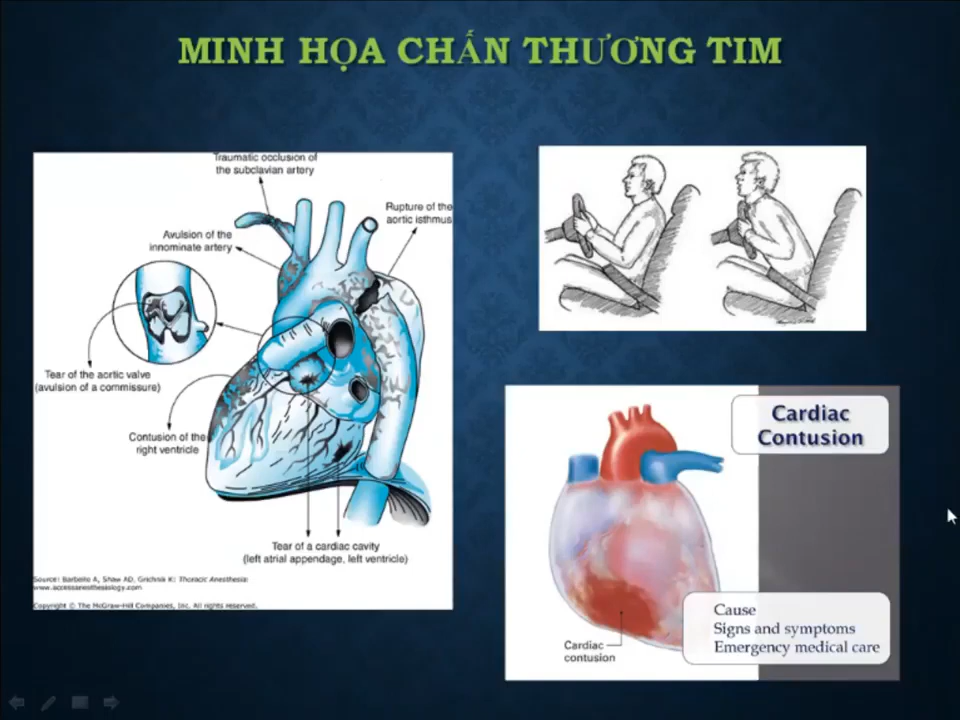 MINH HỌA CHẤN THƯƠNG TIM
Traumatic occlusion of
the subclavian artery
Rupture of the
aortic isthmus
Avulsion of the
innominate artery
Tear of the aortic valve
(avulsion of a commissure)
Contusion of the
right ventricle
Tear of a cardiac cavity
(left atrial appendage, left ventricle)
Source: Barbeito A, Shaw AD, Grichnik K: Thoracic Anesthesia:
www.accessanesthesiology.com
Copyright © The McGraw-Hill Companies, Inc. All rights reserved.
Cardiac
Contusion
Cardiac
contusion
Cause
Signs and symptoms
Emergency medical care